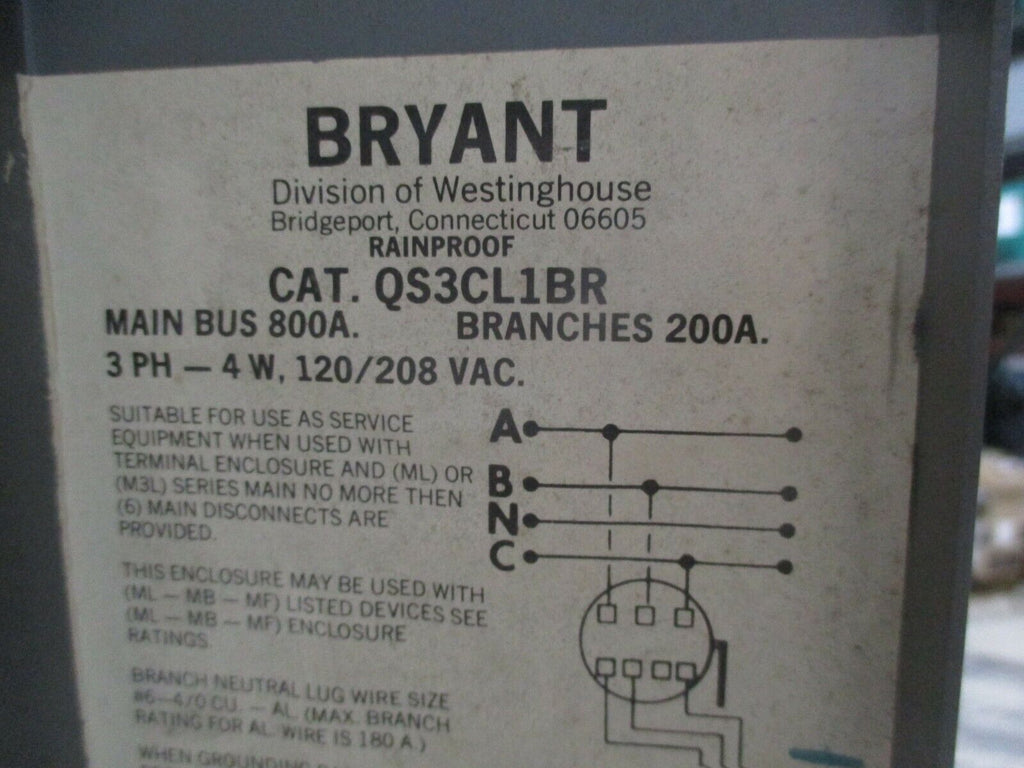 BRYANT
Division of Westinghouse
Bridgeport, Connecticut 06605
RAINPROOF
CAT. QS3CL1BR
MAIN BUS 800A. BRANCHES 200A.
3 PH — 4 W, 120/208 VAC.
SUITABLE FOR USE AS SERVICE
EQUIPMENT WHEN USED WITH
TERMINAL ENCLOSURE AND (ML) OR
(M3L) SERIES MAIN NO MORE THEN
(6) MAIN DISCONNECTS ARE
PROVIDED.
THIS ENCLOSURE MAY BE USED WITH
(ML — MB — MF) LISTED DEVICES SEE
(ML — MB — MF) ENCLOSURE
RATINGS.
BRANCH NEUTRAL LUG WIRE SIZE
#6—4/0 CU. — AL. (MAX. BRANCH
RATING FOR AL. WIRE IS 180 A.)
WHEN GROUNDING
A
B
N
C